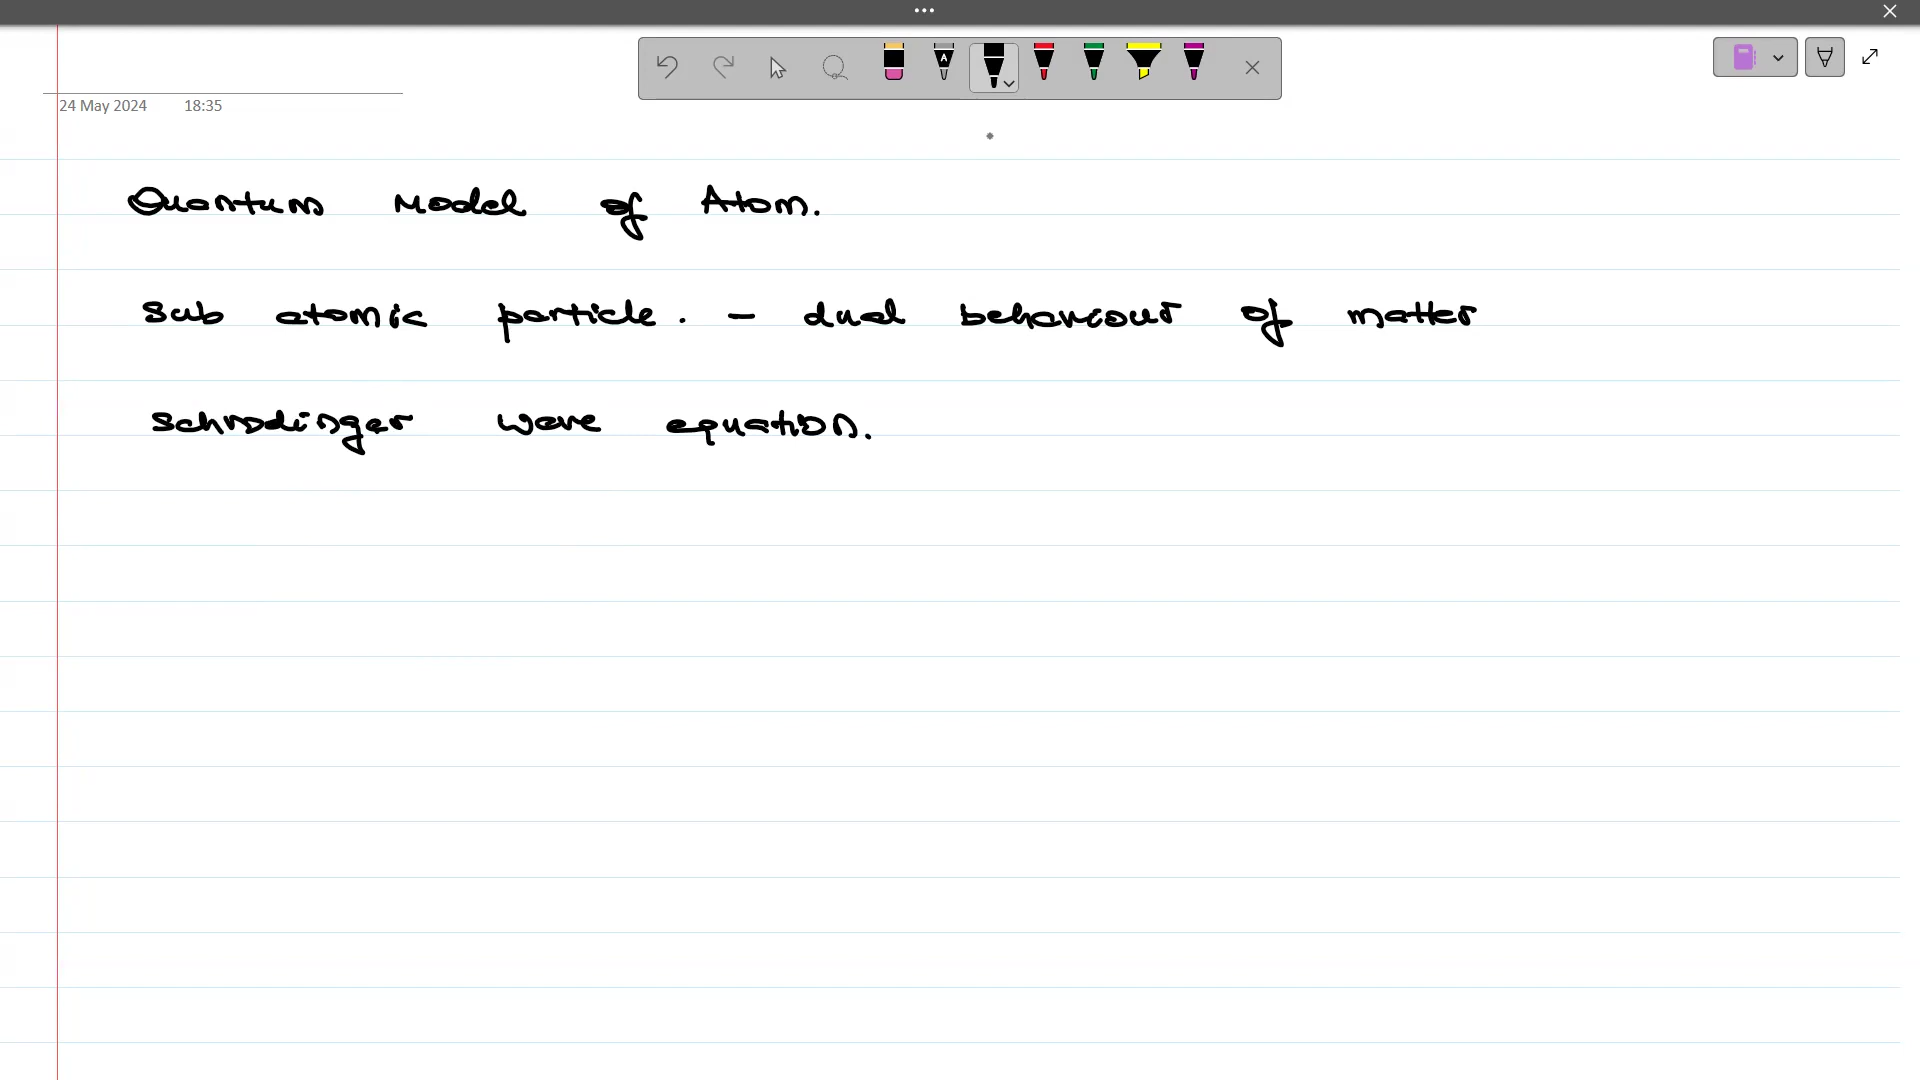 24 May 2024 18:35
Quantum Model of Atom.
Sub atomic particle. - dual behaviour of matter
Schrodinger wave equation.